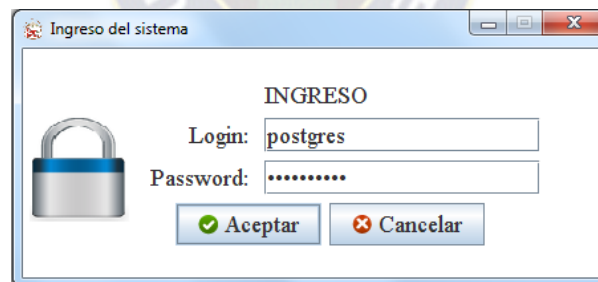 Ingreso del sistema
INGRESO
Login: postgres
Password: ••••••••••
Aceptar Cancelar